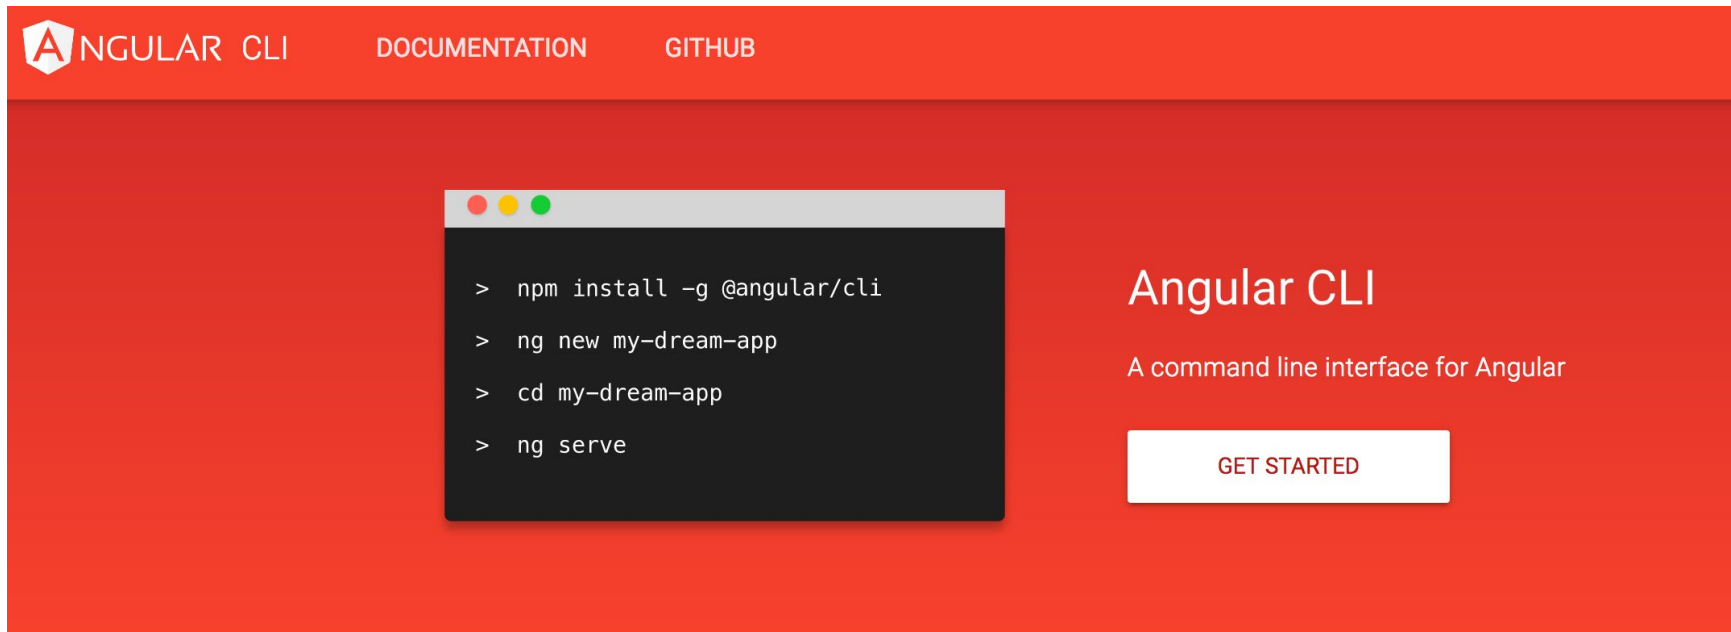 ANGULAR CLI DOCUMENTATION GITHUB
> npm install -g @angular/cli
> ng new my-dream-app
> cd my-dream-app
> ng serve
Angular CLI
A command line interface for Angular
GET STARTED